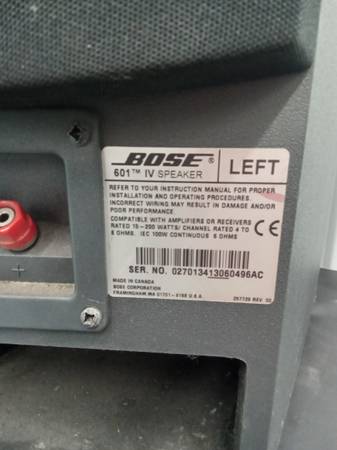 BOSE® LEFT
601™ IV SPEAKER
REFER TO YOUR INSTRUCTION MANUAL FOR PROPER
INSTALLATION AND OPERATING PROCEDURES.
INCORRECT WIRING MAY RESULT IN DAMAGE AND/OR
POOR PERFORMANCE.
COMPATIBLE WITH AMPLIFIERS OR RECEIVERS
RATED 10-200 WATTS/ CHANNEL RATED 4 TO
8 OHMS. IEC 100W CONTINUOUS 8 OHMS
CE
SER. NO. 027013413060496AC
MADE IN CANADA
BOSE CORPORATION
FRAMINGHAM, MA 01701-9168 U.S.A.
REV. 00
+